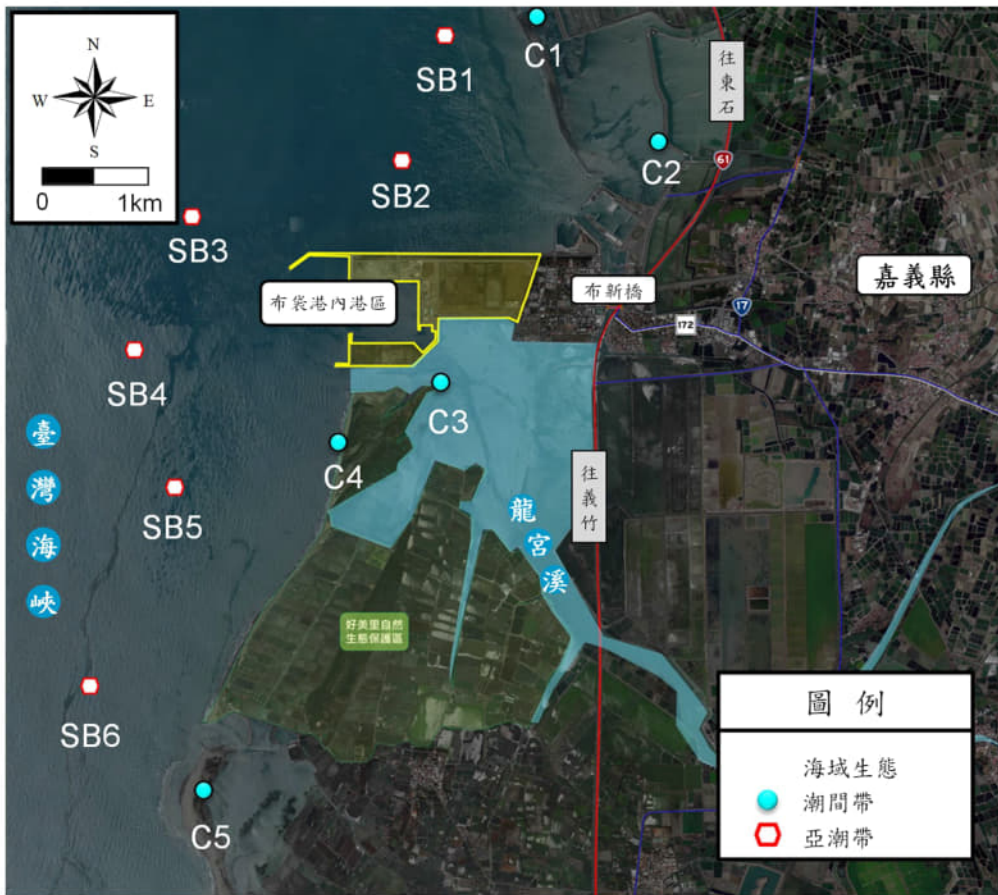 N
W
E
S
0
1km
C1
SB1
往東石
C2
SB2
61
SB3
嘉義縣
布袋港內港區
布新橋
17
172
SB4
C3
C4
臺灣海峽
往義竹
SB5
龍宮溪
好美里自然
生態保護區
SB6
C5
圖例
海域生態
潮間帶
亞潮帶